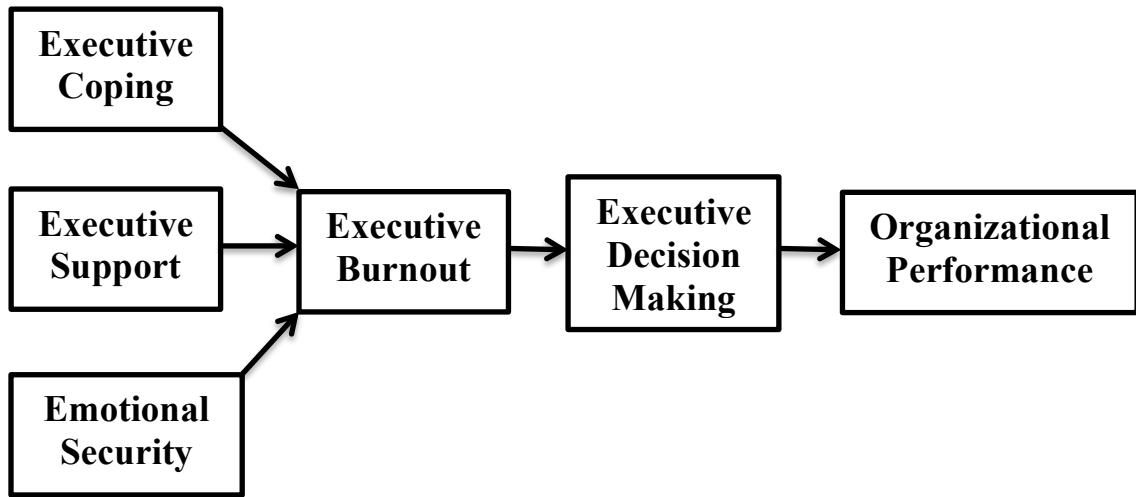 Executive
Coping
Executive
Support
Emotional
Security
Executive
Burnout
Executive
Decision
Making
Organizational
Performance